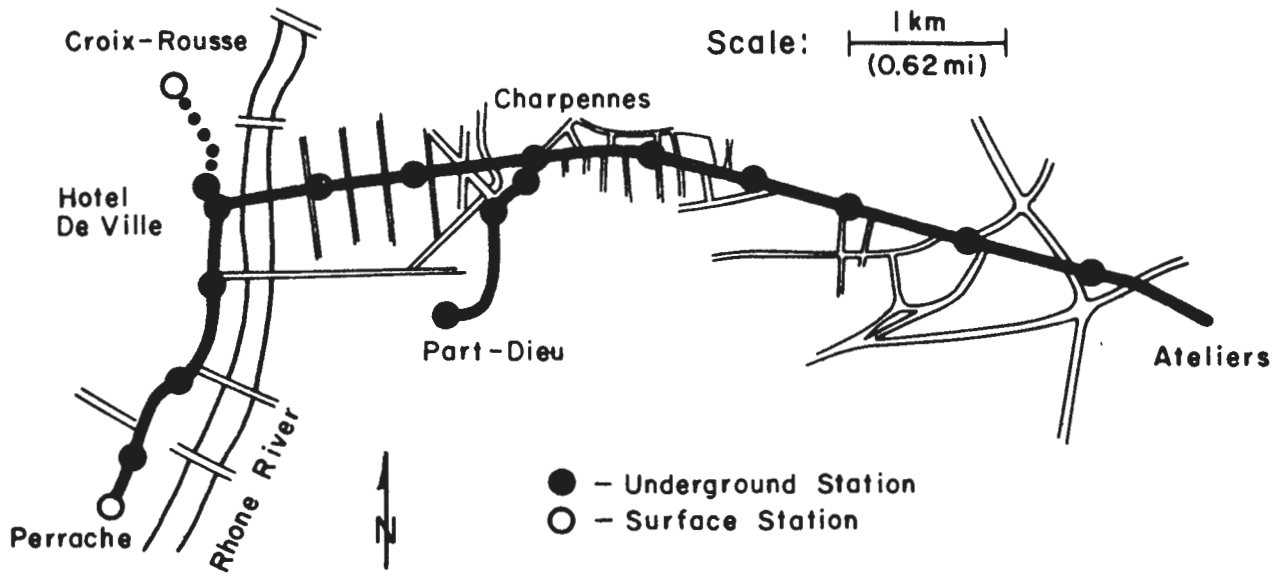 Croix-Rousse
Scale:
1 km
(0.62 mi)
Charpennes
Hotel
De Ville
Part-Dieu
Ateliers
Rhone River
N
Perrache
- Underground Station
- Surface Station